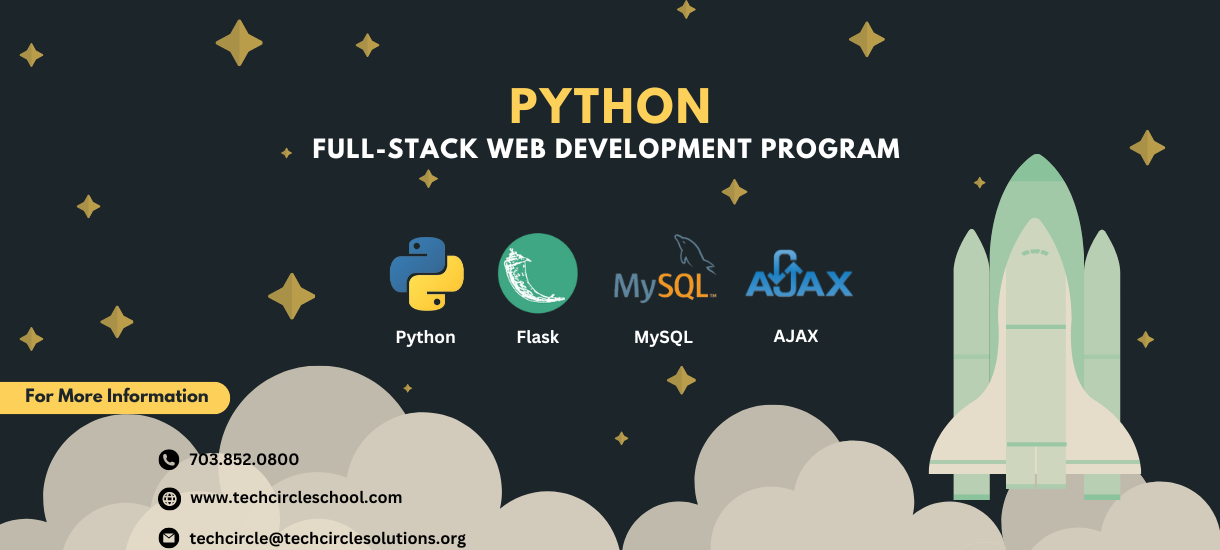 PYTHON
FULL-STACK WEB DEVELOPMENT PROGRAM
MySQL™
AJAX
Python
Flask
MySQL
AJAX
For More Information
703.852.0800
www.techcircleschool.com
techcircle@techcirclesolutions.org